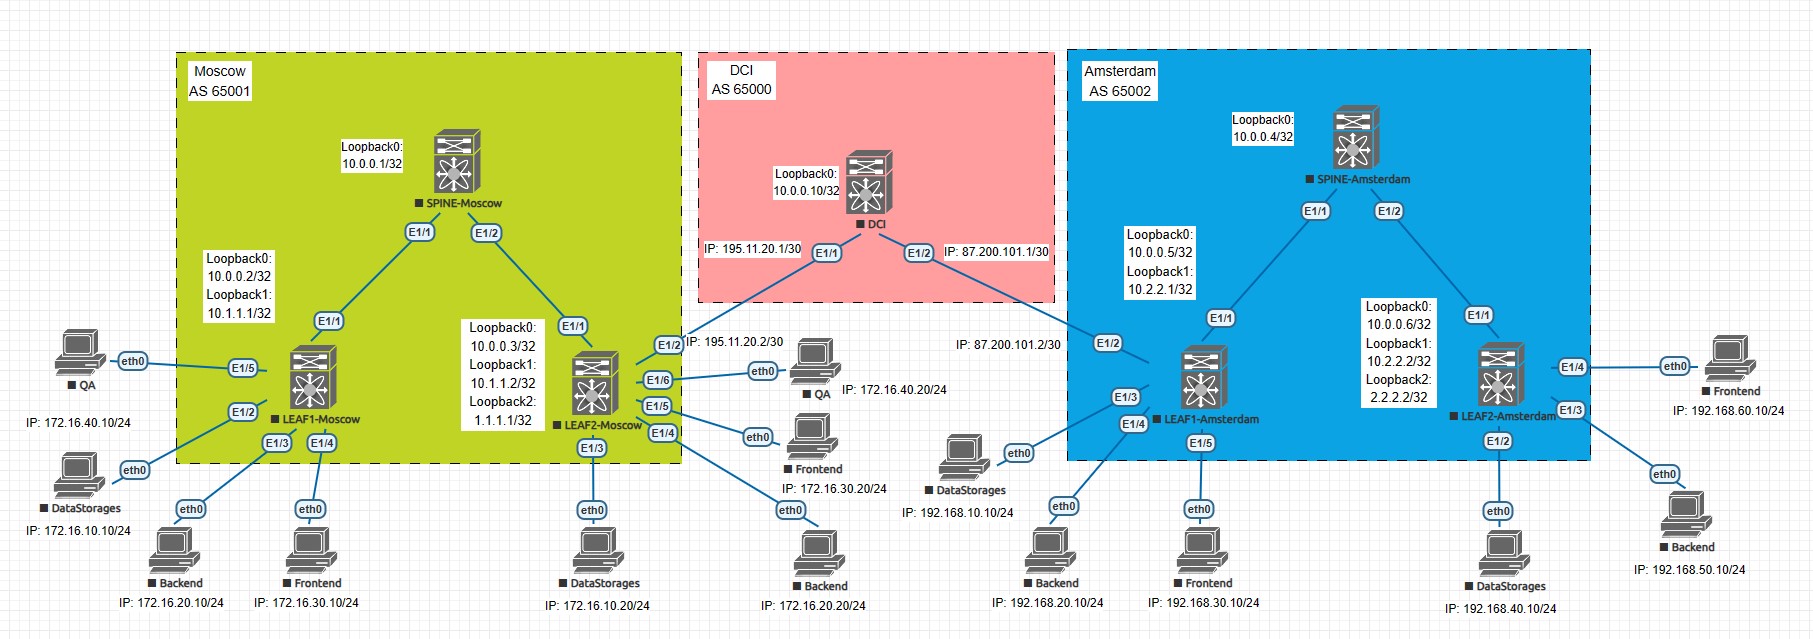 Moscow
AS 65001
Loopback0:
10.0.0.1/32
SPINE-Moscow
E1/1
E1/2
Loopback0:
10.0.0.2/32
Loopback1:
10.1.1.1/32
E1/1
LEAF1-Moscow
E1/5
E1/2
E1/3
E1/4
Loopback0:
10.0.0.3/32
Loopback1:
10.1.1.2/32
Loopback2:
1.1.1.1/32
E1/1
LEAF2-Moscow
E1/2
E1/6
E1/5
E1/4
E1/3
IP: 195.11.20.2/30
eth0
QA
IP: 172.16.40.10/24
eth0
DataStorages
IP: 172.16.10.10/24
eth0
Backend
IP: 172.16.20.10/24
eth0
Frontend
IP: 172.16.30.10/24
eth0
DataStorages
IP: 172.16.10.20/24
eth0
Backend
IP: 172.16.20.20/24
eth0
Frontend
IP: 172.16.30.20/24
eth0
QA
IP: 172.16.40.20/24
DCI
AS 65000
Loopback0:
10.0.0.10/32
DCI
IP: 195.11.20.1/30
E1/1
E1/2
IP: 87.200.101.1/30
Amsterdam
AS 65002
Loopback0:
10.0.0.4/32
SPINE-Amsterdam
E1/1
E1/2
Loopback0:
10.0.0.5/32
Loopback1:
10.2.2.1/32
E1/1
IP: 87.200.101.2/30
E1/2
E1/3
E1/4
LEAF1-Amsterdam
E1/5
Loopback0:
10.0.0.6/32
Loopback1:
10.2.2.2/32
Loopback2:
2.2.2.2/32
E1/1
LEAF2-Amsterdam
E1/4
E1/3
E1/2
eth0
DataStorages
IP: 192.168.10.10/24
eth0
Backend
IP: 192.168.20.10/24
eth0
Frontend
IP: 192.168.30.10/24
eth0
DataStorages
IP: 192.168.40.10/24
eth0
Backend
IP: 192.168.50.10/24
eth0
Frontend
IP: 192.168.60.10/24